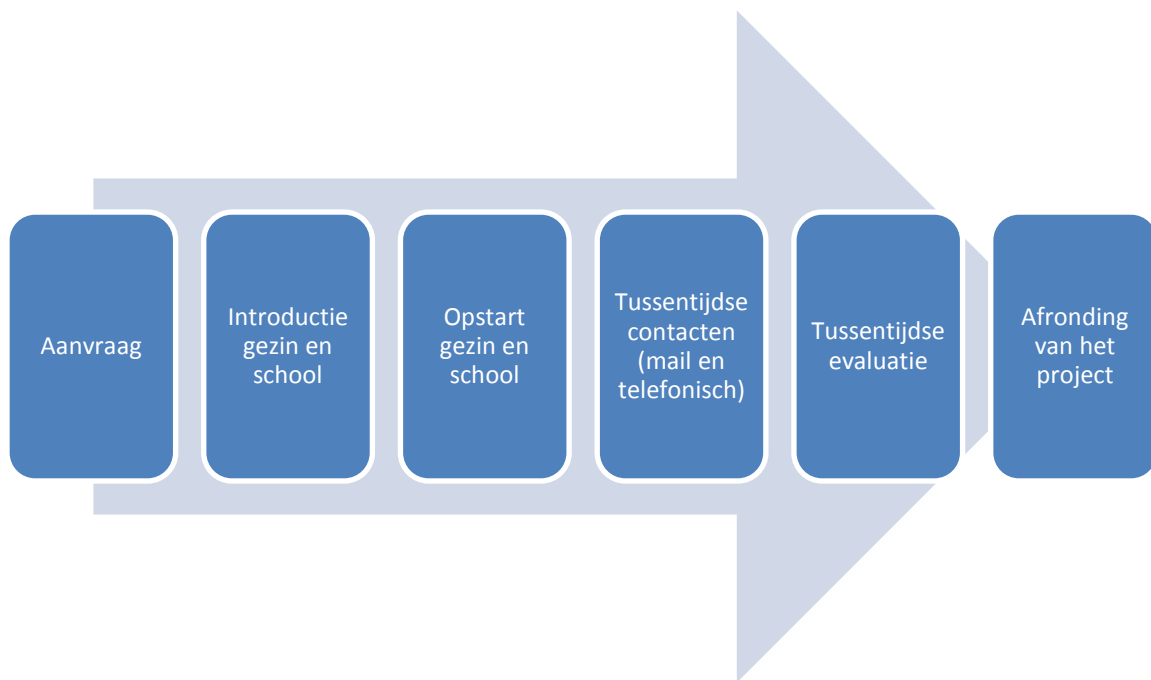 Aanvraag
Introductie
gezin en
school
Opstart
gezin en
school
Tussentijdse
contacten
(mail en
telefonisch)
Tussentijdse
evaluatie
Afronding
van het
project